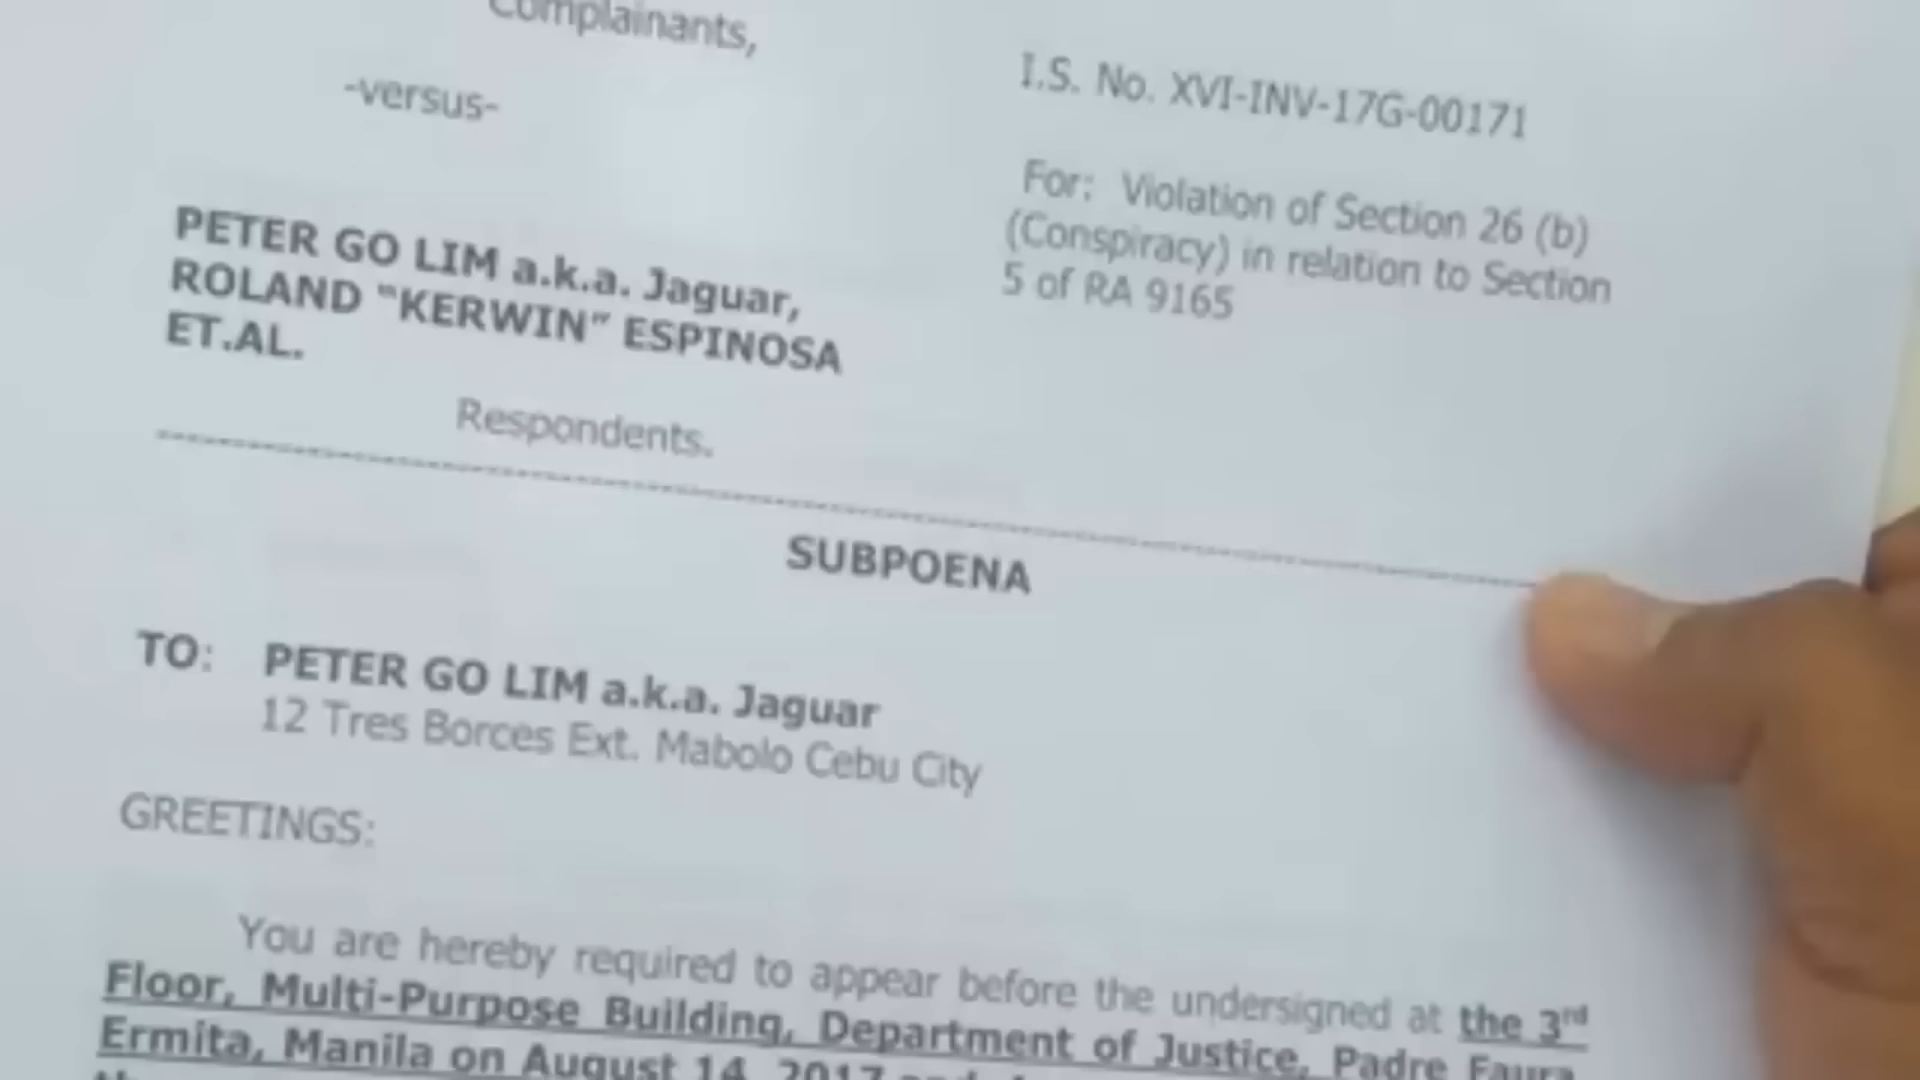 Complainants,
-versus-
I.S. No. XVI-INV-17G-00171
For: Violation of Section 26 (b)
(Conspiracy) in relation to Section
5 of RA 9165
PETER GO LIM a.k.a. Jaguar,
ROLAND “KERWIN” ESPINOSA
ET.AL.
Respondents.
SUBPOENA
TO: PETER GO LIM a.k.a. Jaguar
12 Tres Borces Ext. Mabolo Cebu City
GREETINGS:
You are hereby required to appear before the undersigned at the 3rd
Floor, Multi-Purpose Building, Department of Justice, Padre Faura
Ermita, Manila on August 14, 2017 and